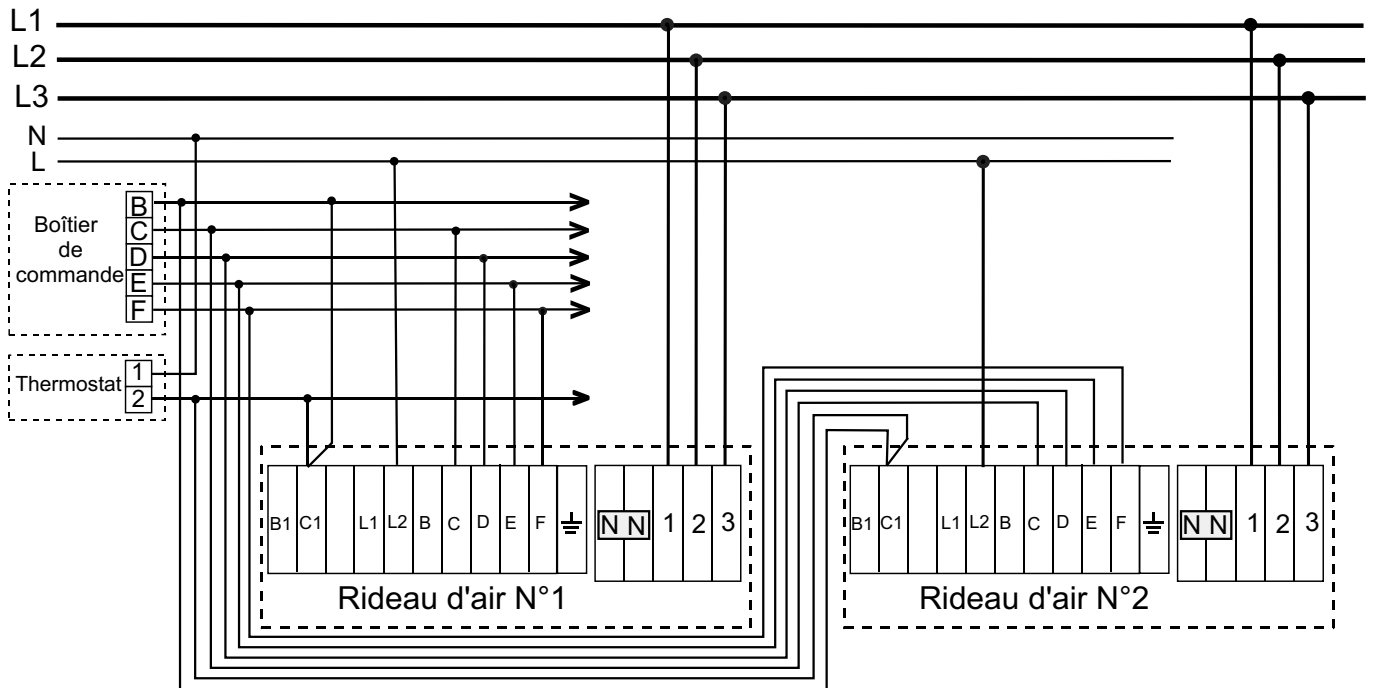 L1
L2
L3
N
L
Boîtier
de
commande
B
C
D
E
F
Thermostat
1
2
B1 C1 L1 L2 B C D E F N N 1 2 3
Rideau d'air N°1
B1 C1 L1 L2 B C D E F N N 1 2 3
Rideau d'air N°2